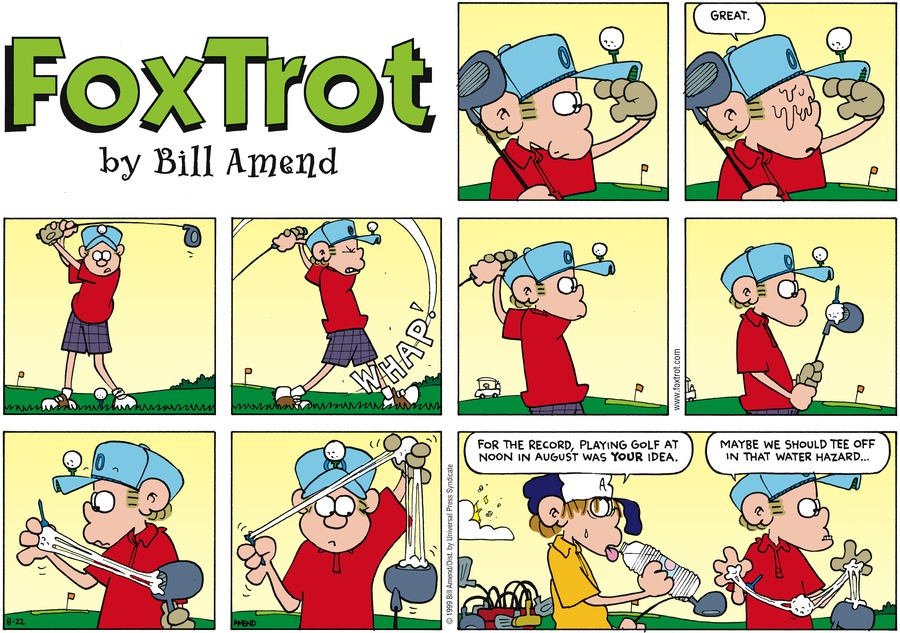 FoxTrot
by Bill Amend
GREAT.
WHAP!
www.foxtrot.com
8-22
AMEND
© 1999 Bill Amend/Dist. by Universal Press Syndicate
FOR THE RECORD, PLAYING GOLF AT
NOON IN AUGUST WAS YOUR IDEA.
A
MAYBE WE SHOULD TEE OFF
IN THAT WATER HAZARD...